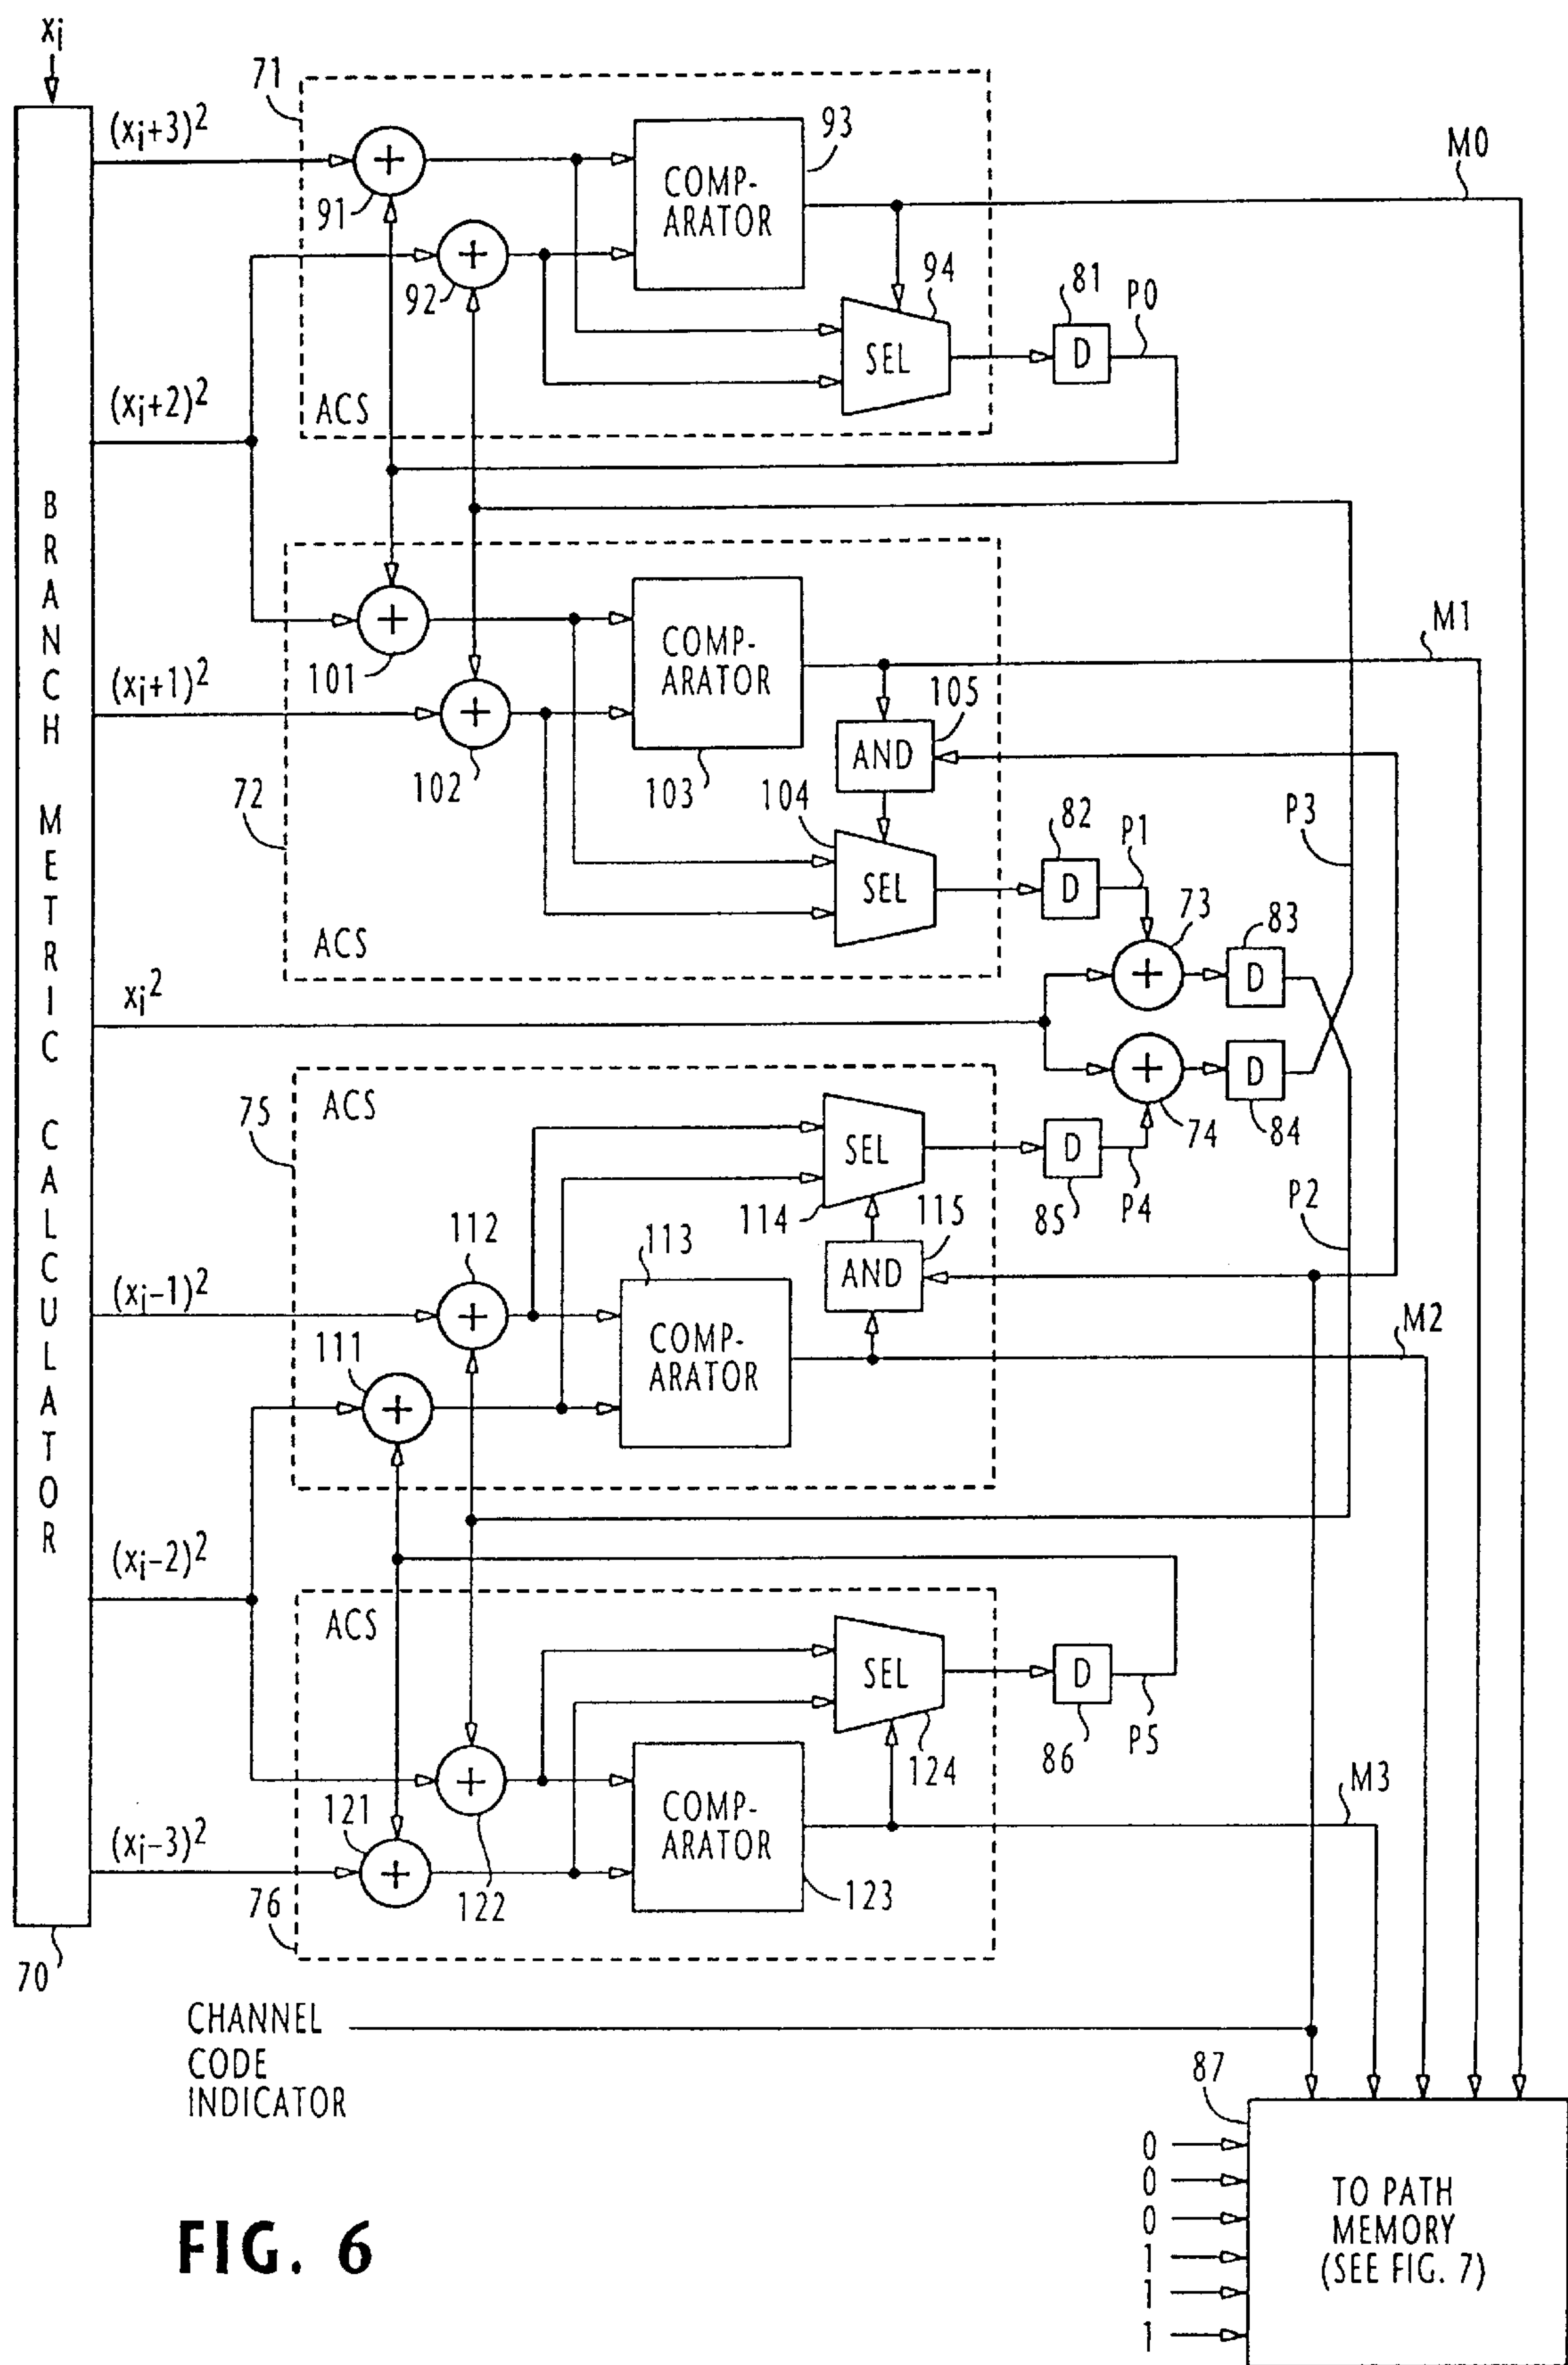 xi
71
(xi+3)2
93
COMP-
ARATOR
M0
91
92
94
81
P0
SEL
D
(xi+2)2
ACS
BRANCH METRIC CALCULATOR
COMP-
ARATOR
M1
101
(xi+1)2
105
AND
102
103
104
72
82
P1
P3
SEL
D
73
83
ACS
D
xi2
D
75
ACS
SEL
74
84
D
85
P4
P2
114
115
112
113
AND
(xi-1)2
111
COMP-
ARATOR
M2
(xi-2)2
ACS
SEL
D
86
P5
124
121
COMP-
ARATOR
M3
(xi-3)2
76
122
123
70
CHANNEL
CODE
INDICATOR
87
0
0
0
1
1
1
TO PATH
MEMORY
(SEE FIG. 7)
FIG. 6